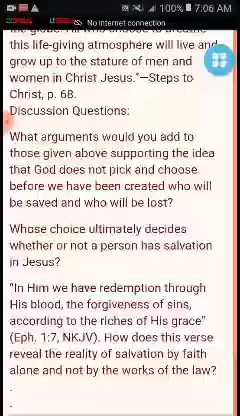 100% 7:06 AM
No internet connection
the globe. All who choose to breathe
this life-giving atmosphere will live and
grow up to the stature of men and
women in Christ Jesus."—Steps to
Christ, p. 68.
Discussion Questions:
What arguments would you add to
those given above supporting the idea
that God does not pick and choose
before we have been created who will
be saved and who will be lost?
Whose choice ultimately decides
whether or not a person has salvation
in Jesus?
"In Him we have redemption through
His blood, the forgiveness of sins,
according to the riches of His grace"
(Eph. 1:7, NKJV). How does this verse
reveal the reality of salvation by faith
alone and not by the works of the law?
.
.